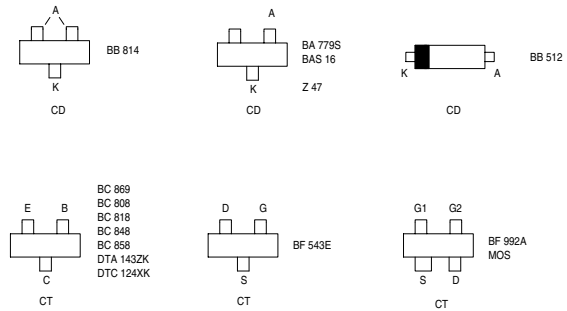 A
BB 814
K
CD
A
BA 779S
BAS 16
K
Z 47
CD
BB 512
K
A
CD
E
B
BC 869
BC 808
BC 818
BC 848
BC 858
DTA 143ZK
DTC 124XK
C
CT
D
G
BF 543E
S
CT
G1
G2
BF 992A
MOS
S
D
CT